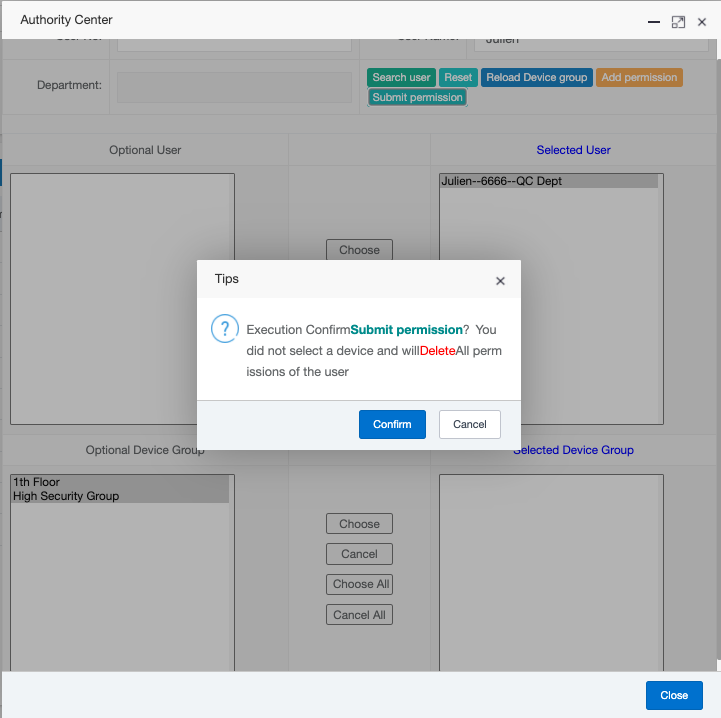 Authority Center
Julien
Department:
Search user Reset Reload Device group Add permission
Submit permission
Optional User Selected User
Julien--6666--QC Dept
Choose
Tips
Execution ConfirmSubmit permission? You
did not select a device and willDeleteAll perm
issions of the user
Confirm Cancel
Optional Device Group Selected Device Group
1th Floor
High Security Group
Choose
Cancel
Choose All
Cancel All
Close